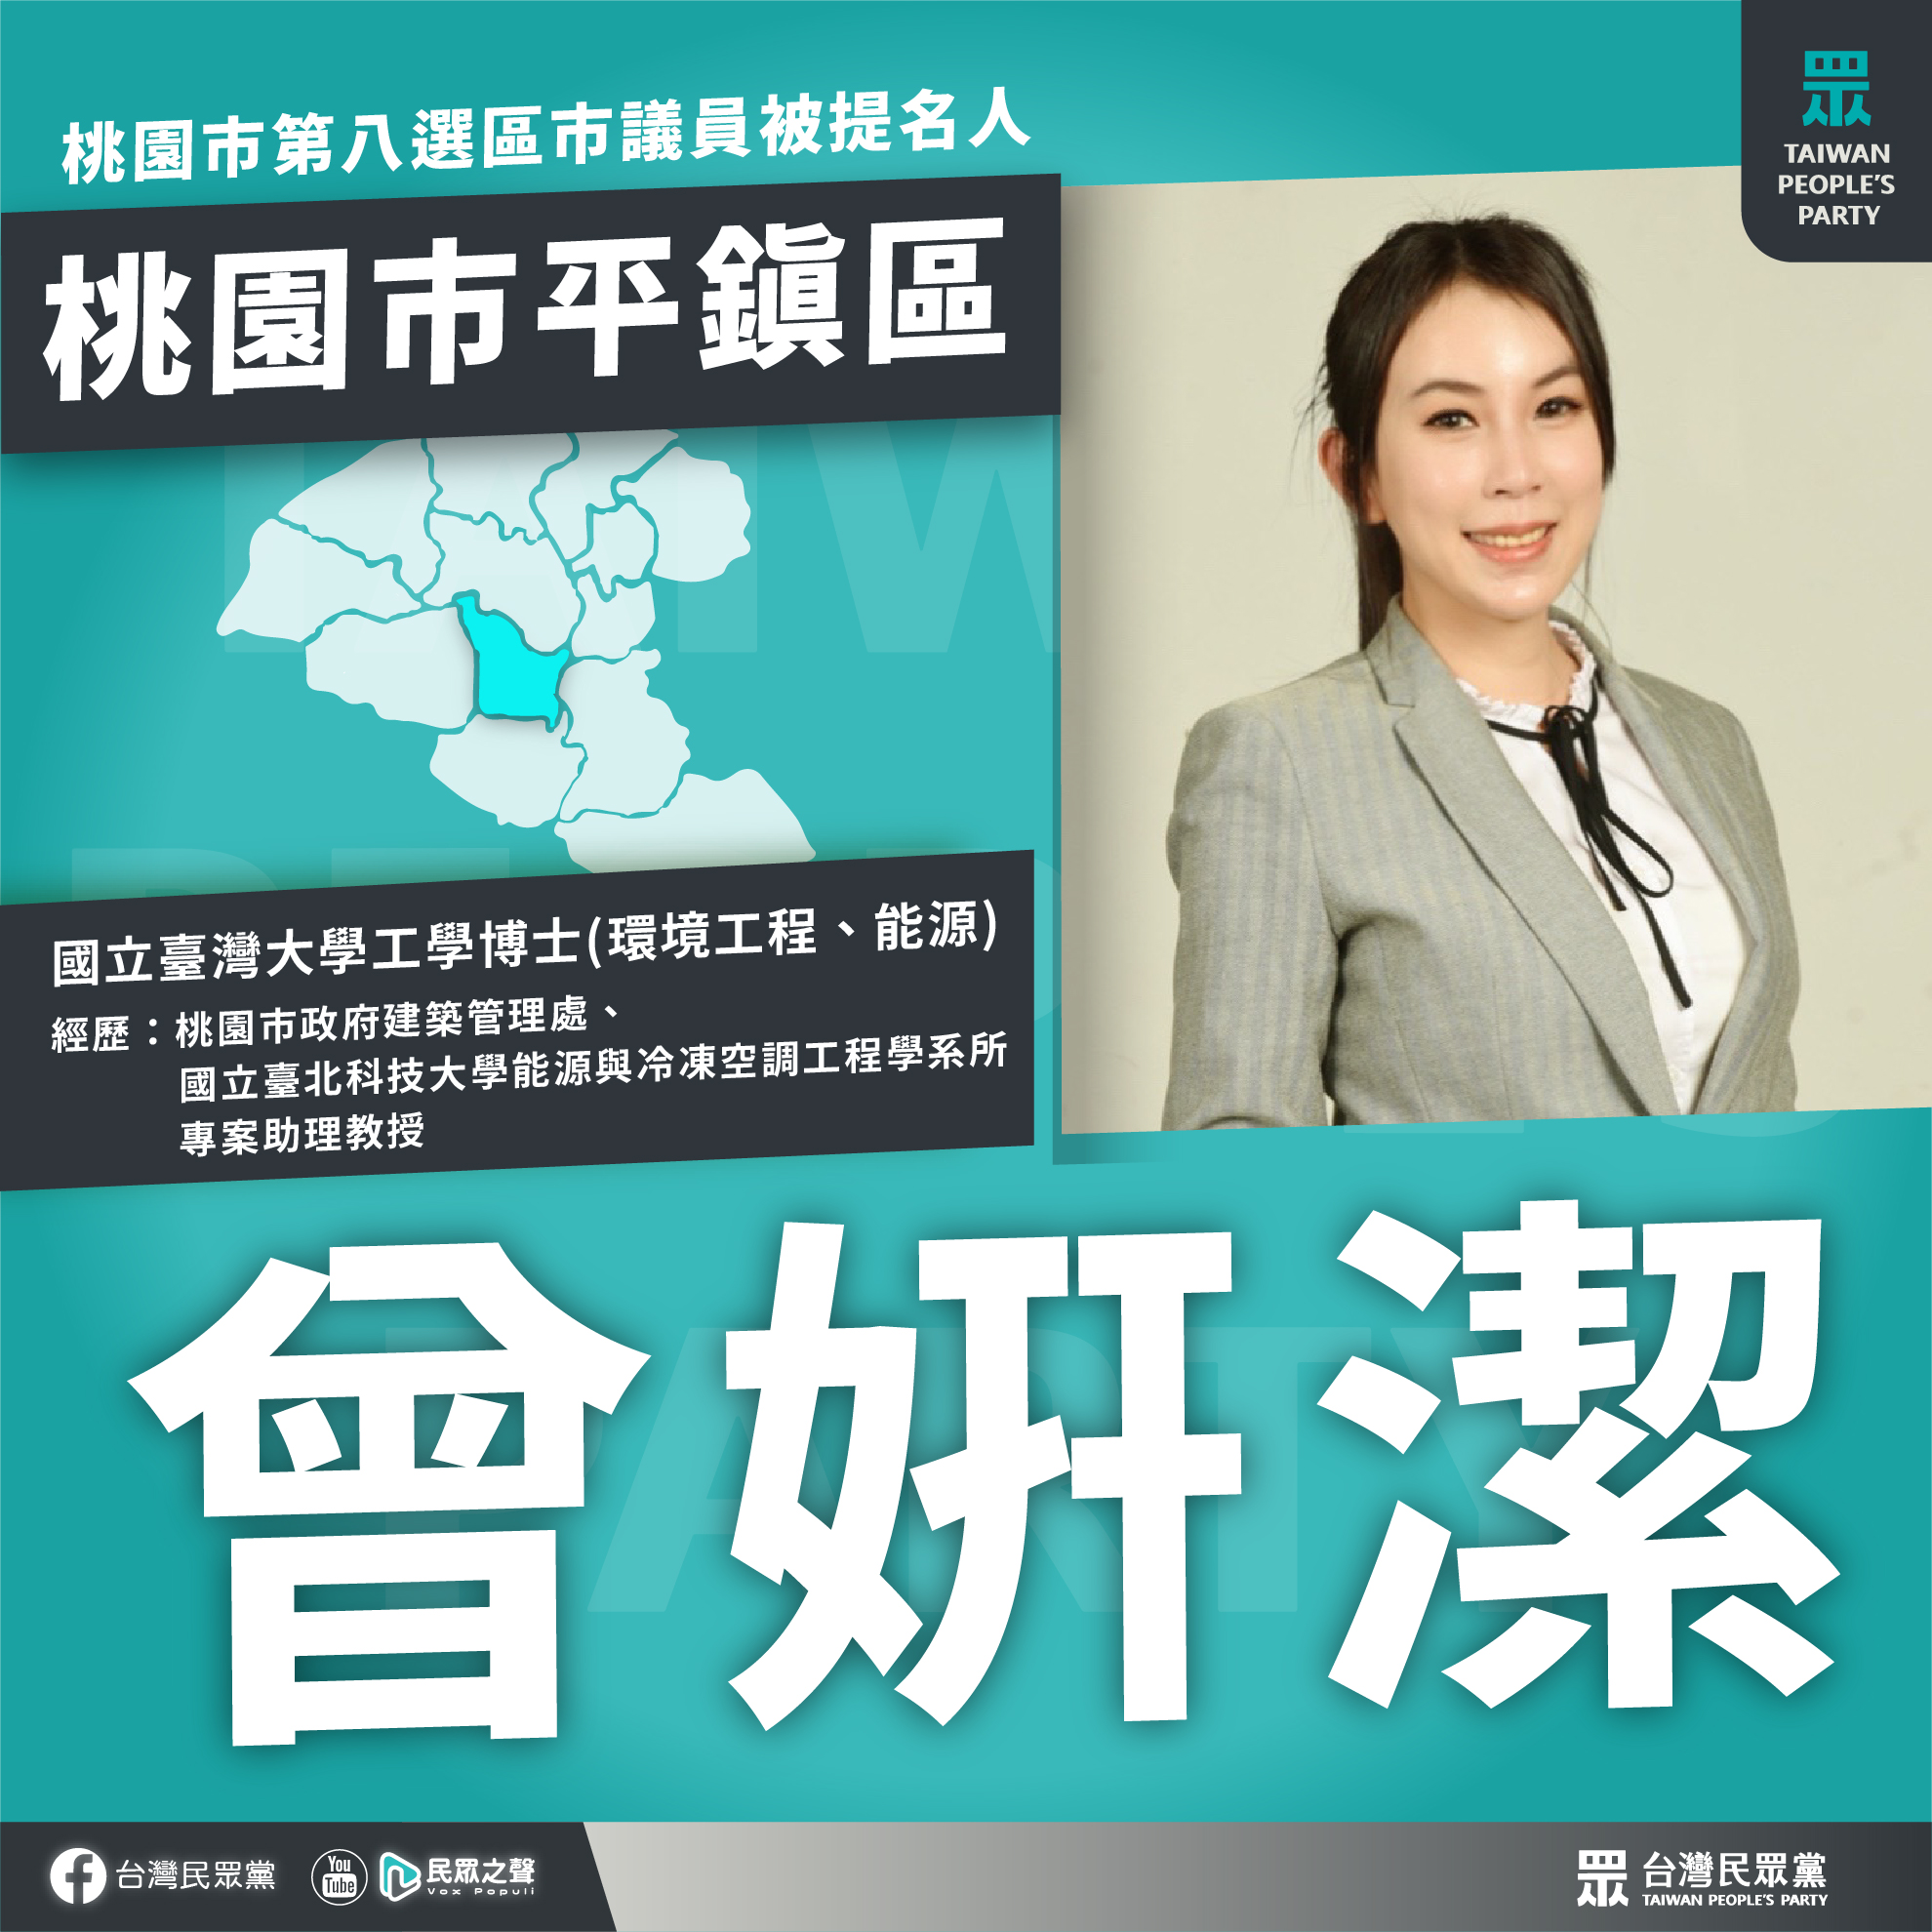 眾
TAIWAN
PEOPLE'S
PARTY
桃園市第八選區市議員被提名人
桃園市平鎮區
國立臺灣大學工學博士(環境工程、能源)
經歷：桃園市政府建築管理處、
國立臺北科技大學能源與冷凍空調工程學系所
專案助理教授
曾姸潔
台灣民眾黨
You
Tube
民眾之聲
Vox Populi
眾 台灣民眾黨
TAIWAN PEOPLE'S PARTY